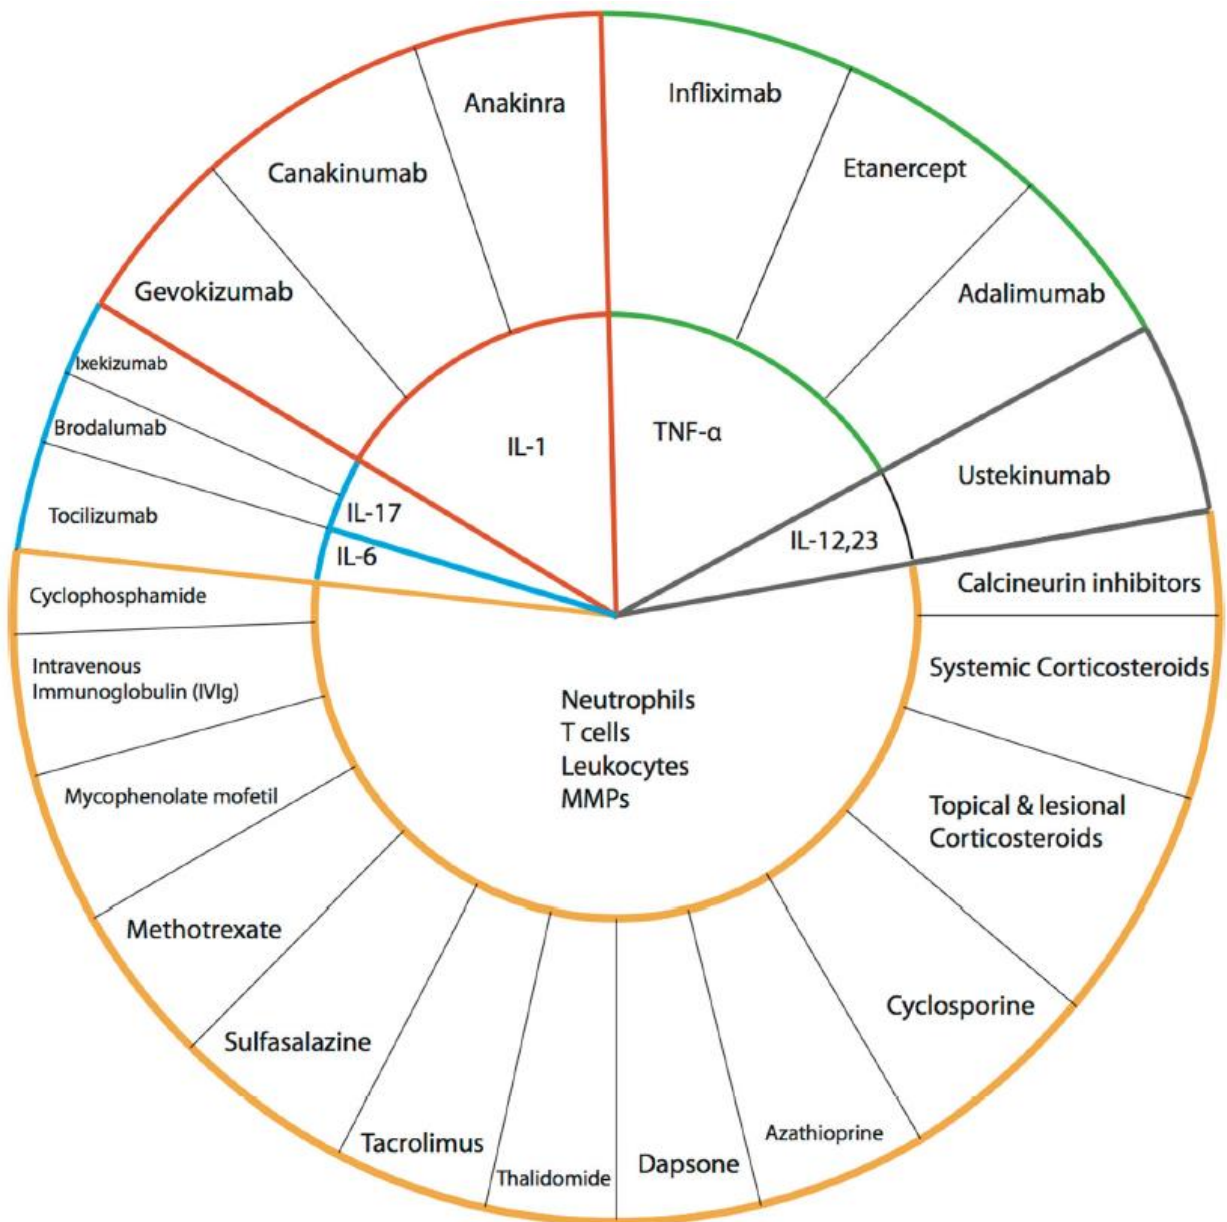 Anakinra
Infliximab
Canakinumab
Etanercept
Gevokizumab
Adalimumab
Ixekizumab
Brodalumab
Tocilizumab
IL-1
TNF-α
IL-17
IL-6
IL-12,23
Ustekinumab
Calcineurin inhibitors
Cyclophosphamide
Systemic Corticosteroids
Intravenous
Immunoglobulin (IVIg)
Neutrophils
T cells
Leukocytes
MMPs
Mycophenolate mofetil
Topical & lesional
Corticosteroids
Methotrexate
Cyclosporine
Sulfasalazine
Tacrolimus
Thalidomide
Dapsone
Azathioprine